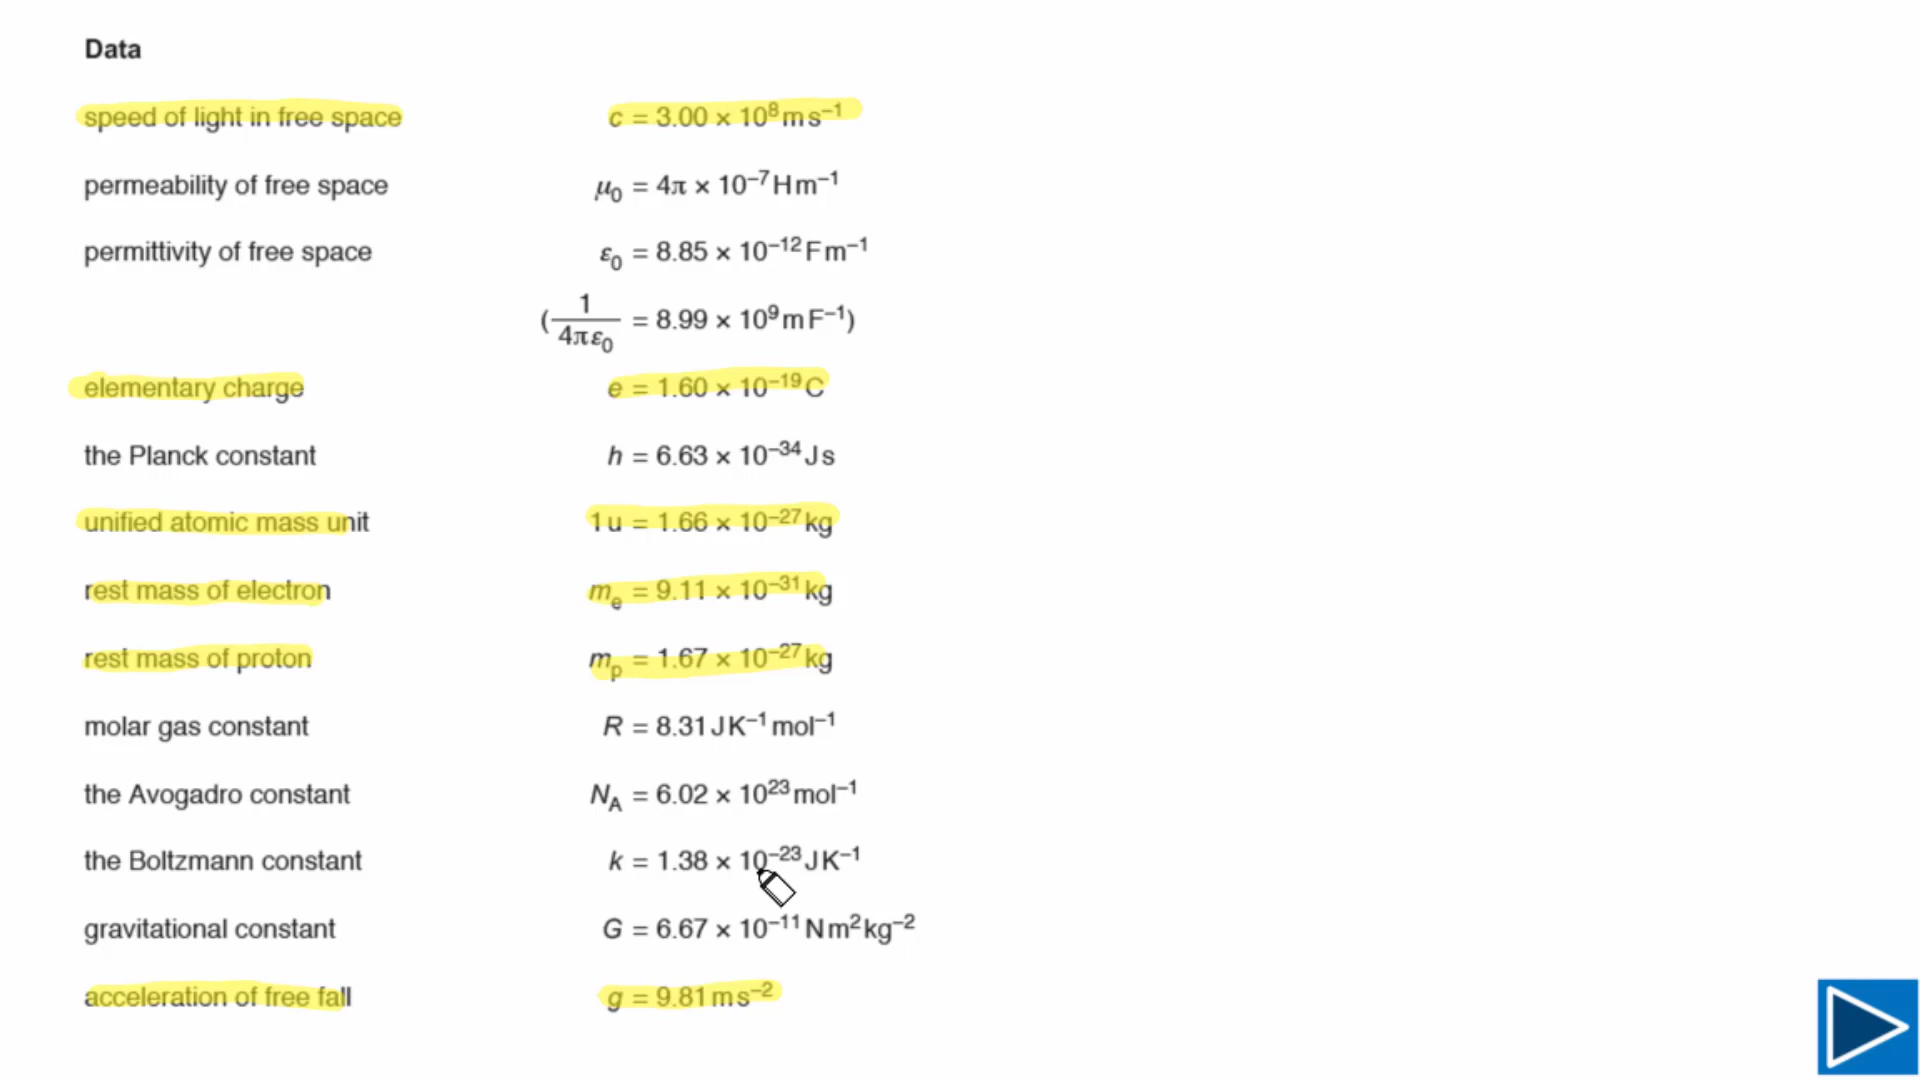 Data
speed of light in free space c = 3.00 × 10⁸ m s⁻¹
permeability of free space μ₀ = 4π × 10⁻⁷ H m⁻¹
permittivity of free space ε₀ = 8.85 × 10⁻¹² F m⁻¹
(1/4πε₀ = 8.99 × 10⁹ m F⁻¹)
elementary charge e = 1.60 × 10⁻¹⁹ C
the Planck constant h = 6.63 × 10⁻³⁴ J s
unified atomic mass unit 1 u = 1.66 × 10⁻²⁷ kg
rest mass of electron mₑ = 9.11 × 10⁻³¹ kg
rest mass of proton mₚ = 1.67 × 10⁻²⁷ kg
molar gas constant R = 8.31 J K⁻¹ mol⁻¹
the Avogadro constant N_A = 6.02 × 10²³ mol⁻¹
the Boltzmann constant k = 1.38 × 10⁻²³ J K⁻¹
gravitational constant G = 6.67 × 10⁻¹¹ N m² kg⁻²
acceleration of free fall g = 9.81 m s⁻²